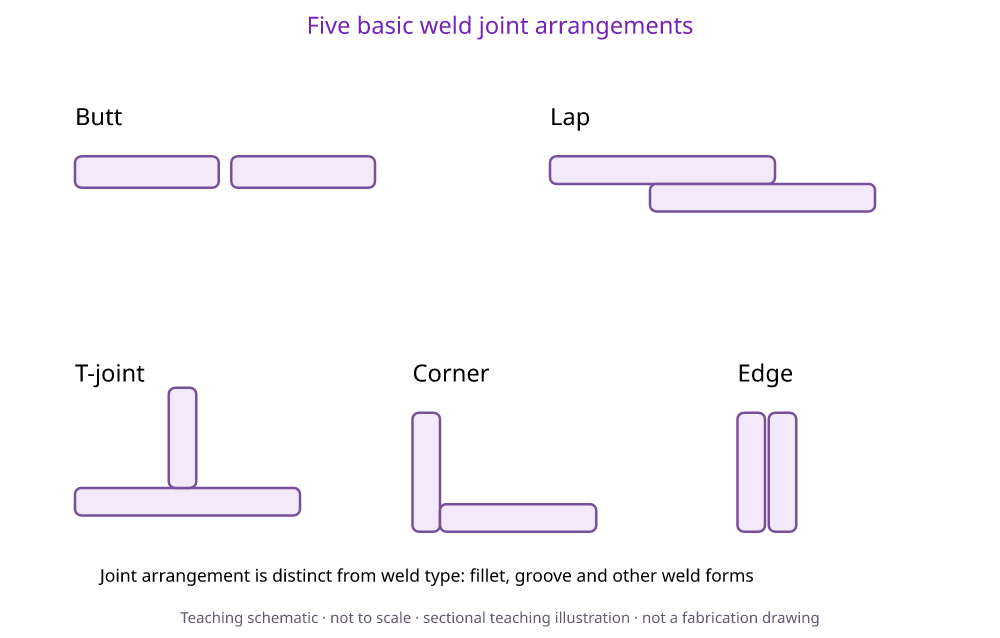 Five basic weld joint arrangements
Butt
Lap
T-joint
Corner
Edge
Joint arrangement is distinct from weld type: fillet, groove and other weld forms
Teaching schematic · not to scale · sectional teaching illustration · not a fabrication drawing